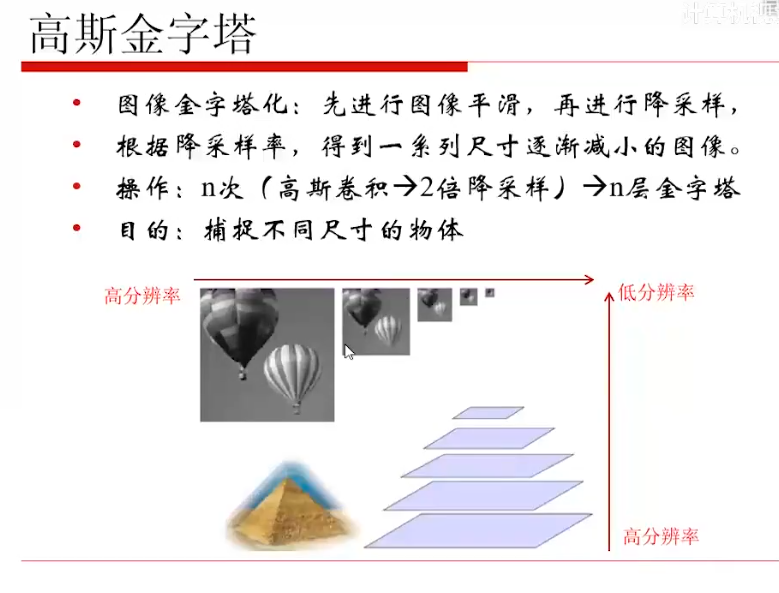 高斯金字塔
• 图像金字塔化：先进行图像平滑，再进行降采样，
• 根据降采样率，得到一系列尺寸逐渐减小的图像。
• 操作：n次（高斯卷积→2倍降采样）→n层金字塔
• 目的：捕捉不同尺寸的物体
高分辨率
低分辨率
高分辨率